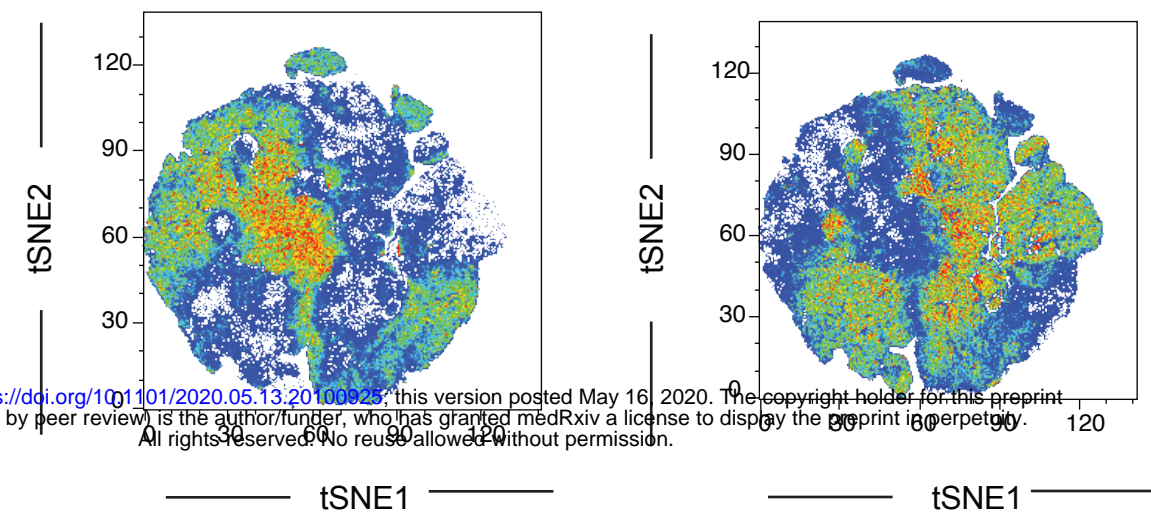 120
90
60
30
0
0 30 60 90 120
tSNE2
tSNE1
120
90
60
30
0
0 30 60 90 120
tSNE2
tSNE1
s://doi.org/10.1101/2020.05.13.20100925; this version posted May 16, 2020. The copyright holder for this preprint
by peer review) is the author/funder, who has granted medRxiv a license to display the preprint in perpetuity.
All rights reserved. No reuse allowed without permission.